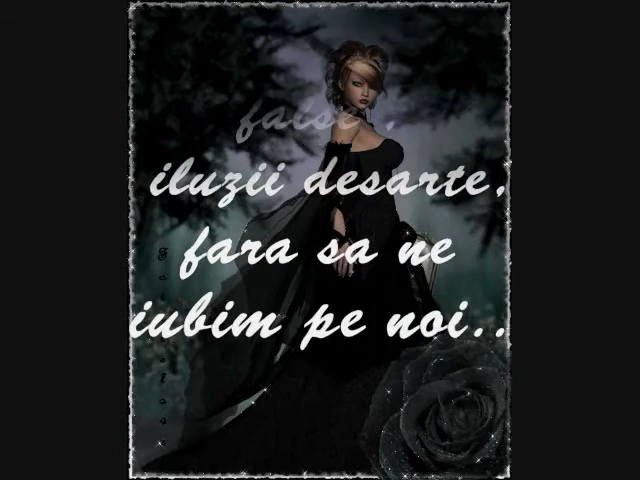 false .
iluzii desarte,
fara sa ne
iubim pe noi..